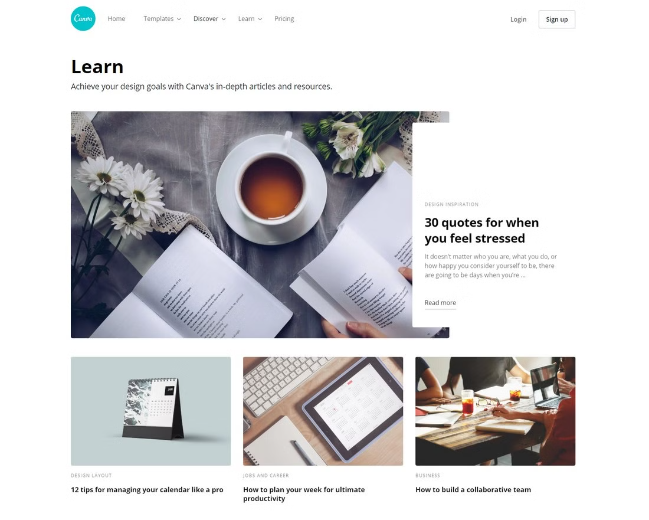 Canva
Home
Templates
Discover
Learn
Pricing
Login
Sign up
Learn
Achieve your design goals with Canva's in-depth articles and resources.
DESIGN INSPIRATION
30 quotes for when
you feel stressed
It doesn't matter who you are, what you do, or
how happy you consider yourself to be, there
are going to be days when you're ...
Read more
DESIGN LAYOUT
12 tips for managing your calendar like a pro
JOBS AND CAREER
How to plan your week for ultimate
productivity
BUSINESS
How to build a collaborative team